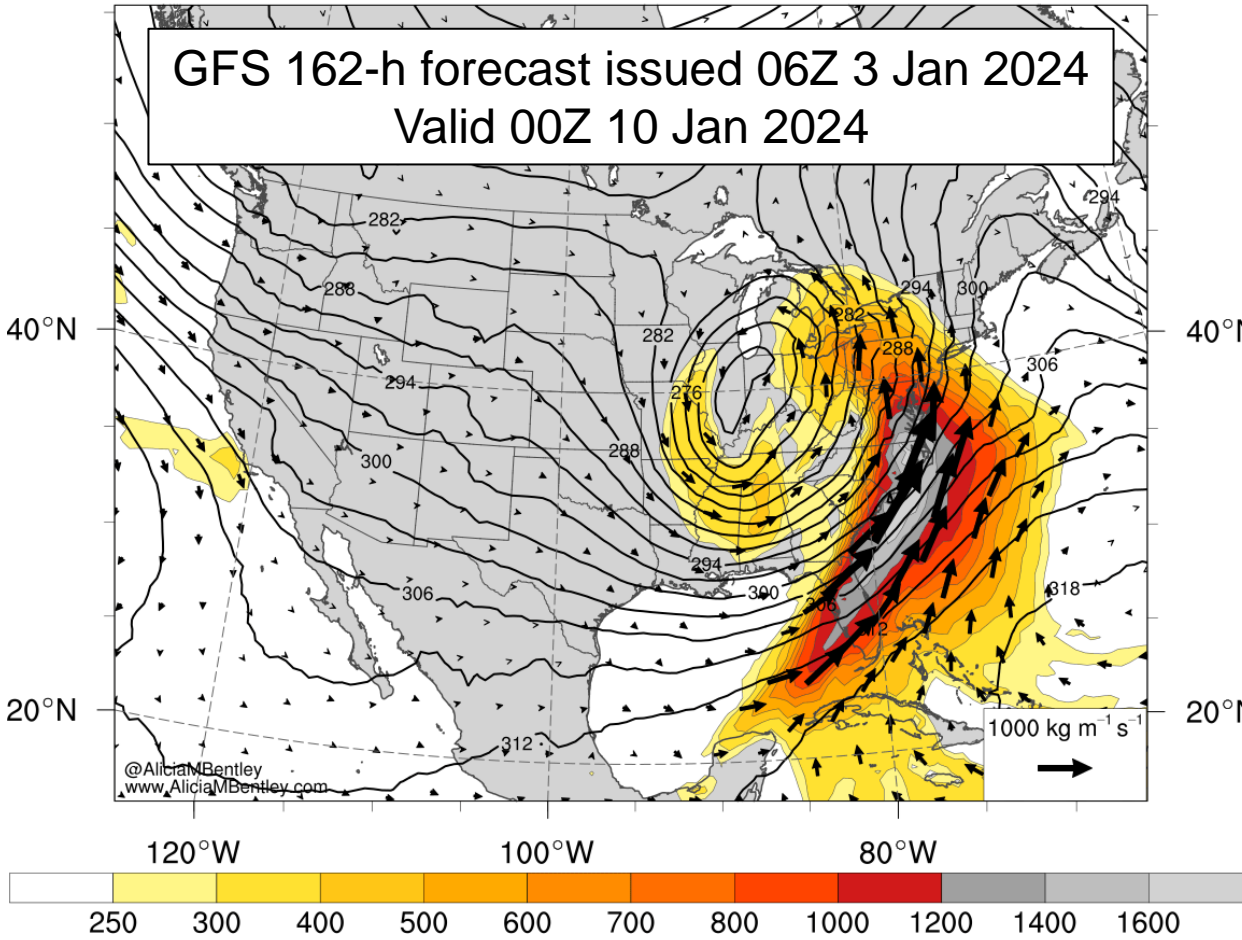 GFS 162-h forecast issued 06Z 3 Jan 2024
Valid 00Z 10 Jan 2024
294
282
288
294
300
40°N
282
288
282
306
40°N
294
276
300
288
294
306
300
306
318
312
20°N
20°N
312
1000 kg m⁻¹ s⁻¹
@AliciaMBentley
www.AliciaMBentley.com
120°W 100°W 80°W
250 300 400 500 600 700 800 1000 1200 1400 1600